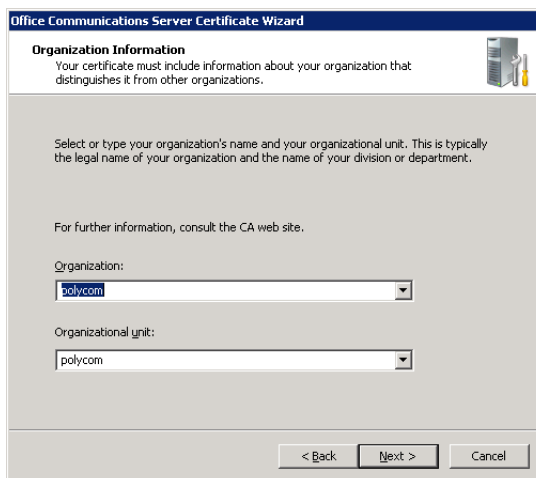 Office Communications Server Certificate Wizard
Organization Information
Your certificate must include information about your organization that
distinguishes it from other organizations.
Select or type your organization's name and your organizational unit. This is typically
the legal name of your organization and the name of your division or department.
For further information, consult the CA web site.
Organization:
polycom
Organizational unit:
polycom
< Back Next > Cancel